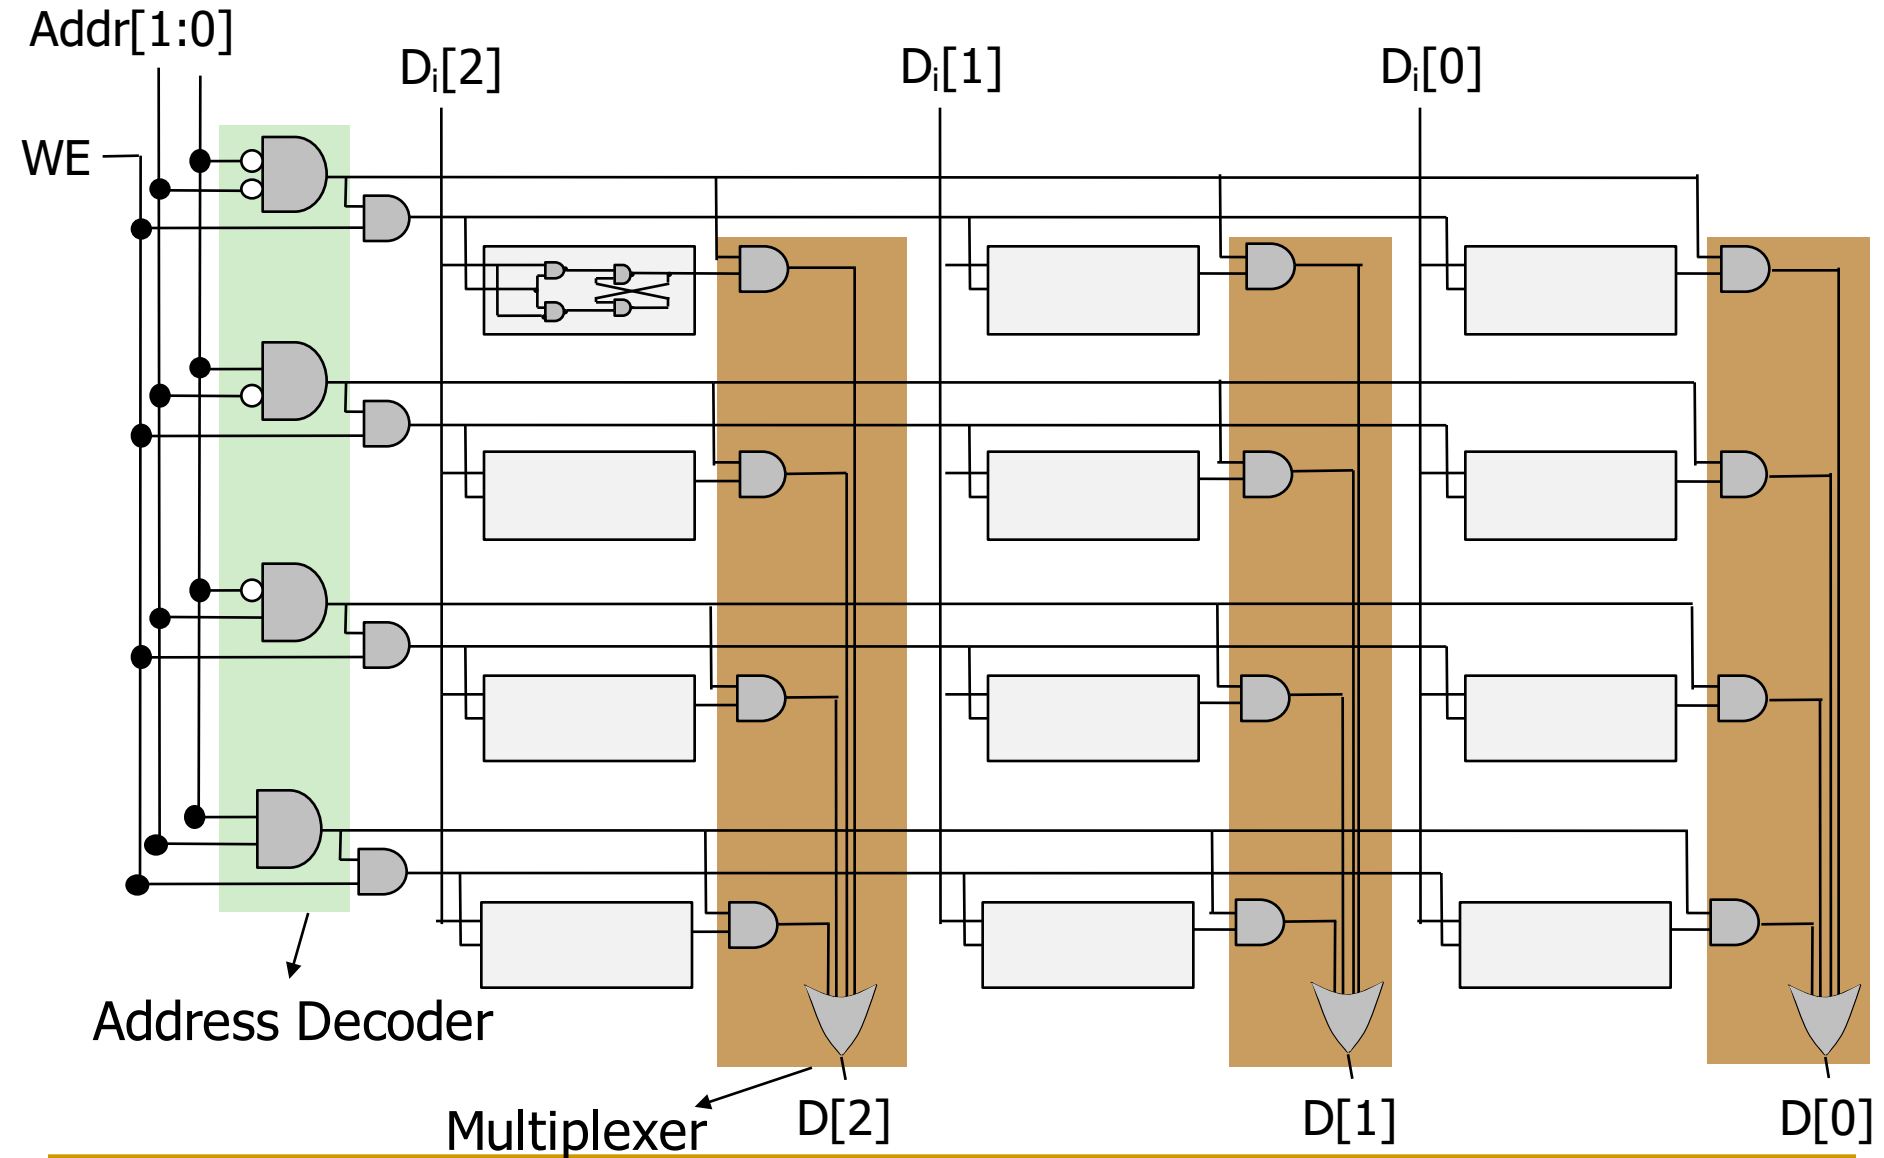 Addr[1:0]
Di[2]
Di[1]
Di[0]
WE
Address Decoder
Multiplexer
D[2]
D[1]
D[0]